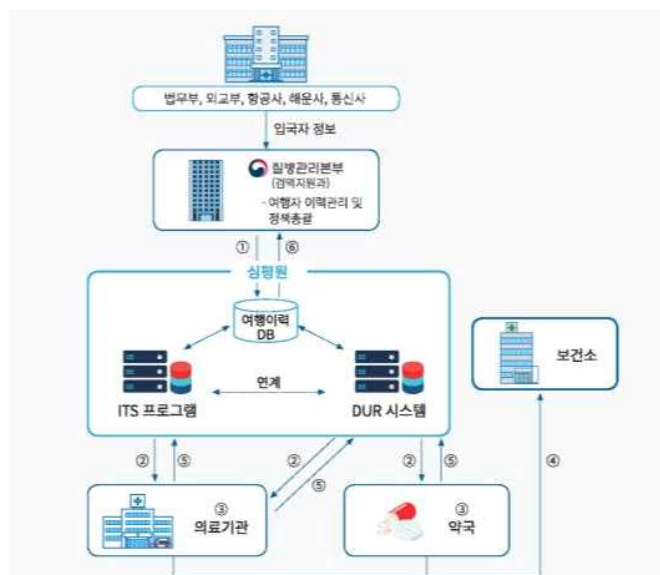 법무부, 외교부, 항공사, 해운사, 통신사
입국자 정보
질병관리본부
(검역지원과)
- 여행자 이력관리 및
정책총괄
① ⑥
심평원
여행이력
DB
보건소
연계
ITS 프로그램
DUR 시스템
② ⑤ ② ⑤ ② ⑤ ④
③
의료기관
③
약국